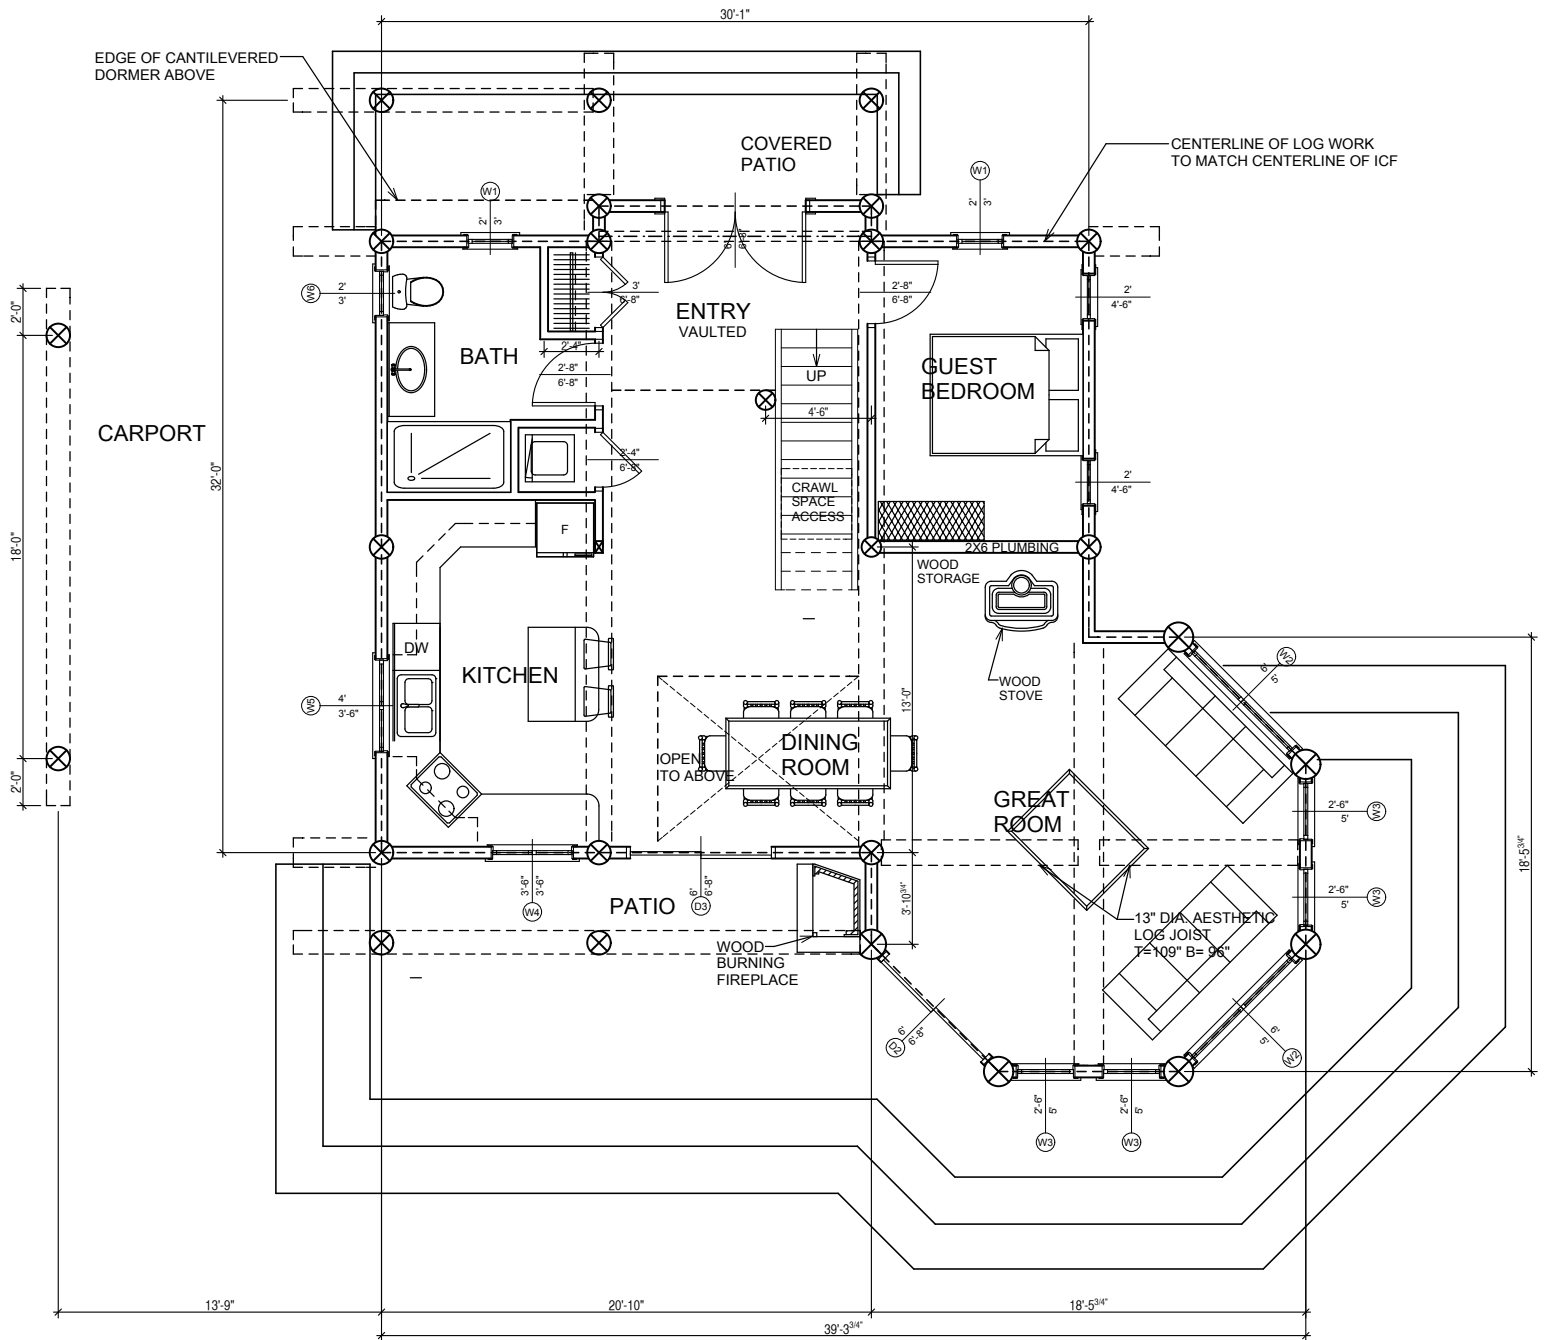 30'-1"
EDGE OF CANTILEVERED
DORMER ABOVE
COVERED
PATIO
CENTERLINE OF LOG WORK
TO MATCH CENTERLINE OF ICF
W1
2'
3'
W1
2'
3'
6'
6'-8"
W6
2'
3'
3'
6'-8"
2'-8"
6'-8"
2'
4'-6"
2'-0"
ENTRY
VAULTED
BATH
2'-4"
2'-8"
6'-8"
UP
GUEST
BEDROOM
4'-6"
CARPORT
32'-0"
2'-4"
6'-8"
2'
4'-6"
CRAWL
SPACE
ACCESS
18'-0"
F
2X6 PLUMBING
WOOD
STORAGE
DW
KITCHEN
WOOD
STOVE
W2
6'
5'
W5
4'
3'-6"
13'-0"
DINING
ROOM
OPEN
TO ABOVE
2'-0"
GREAT
ROOM
2'-6"
5'
W3
18'-5 3/4"
3'-6"
3'-6"
W4
PATIO
6'
6'-8"
D3
3'-10 3/4"
2'-6"
5'
W3
13" DIA. AESTHETIC
LOG JOIST
T=109" B= 96"
WOOD
BURNING
FIREPLACE
6'
6'-8"
D2
6'
5'
W2
2'-6"
5'
W3
2'-6"
5'
W3
13'-9"
20'-10"
18'-5 3/4"
39'-3 3/4"